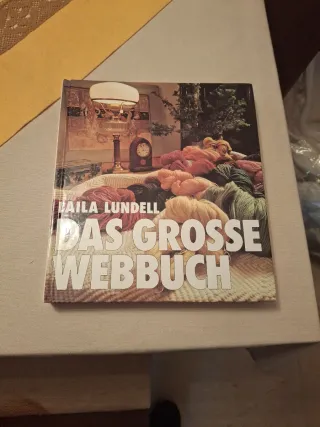 LAILA LUNDELL
DAS GROSSE
WEBBUCH